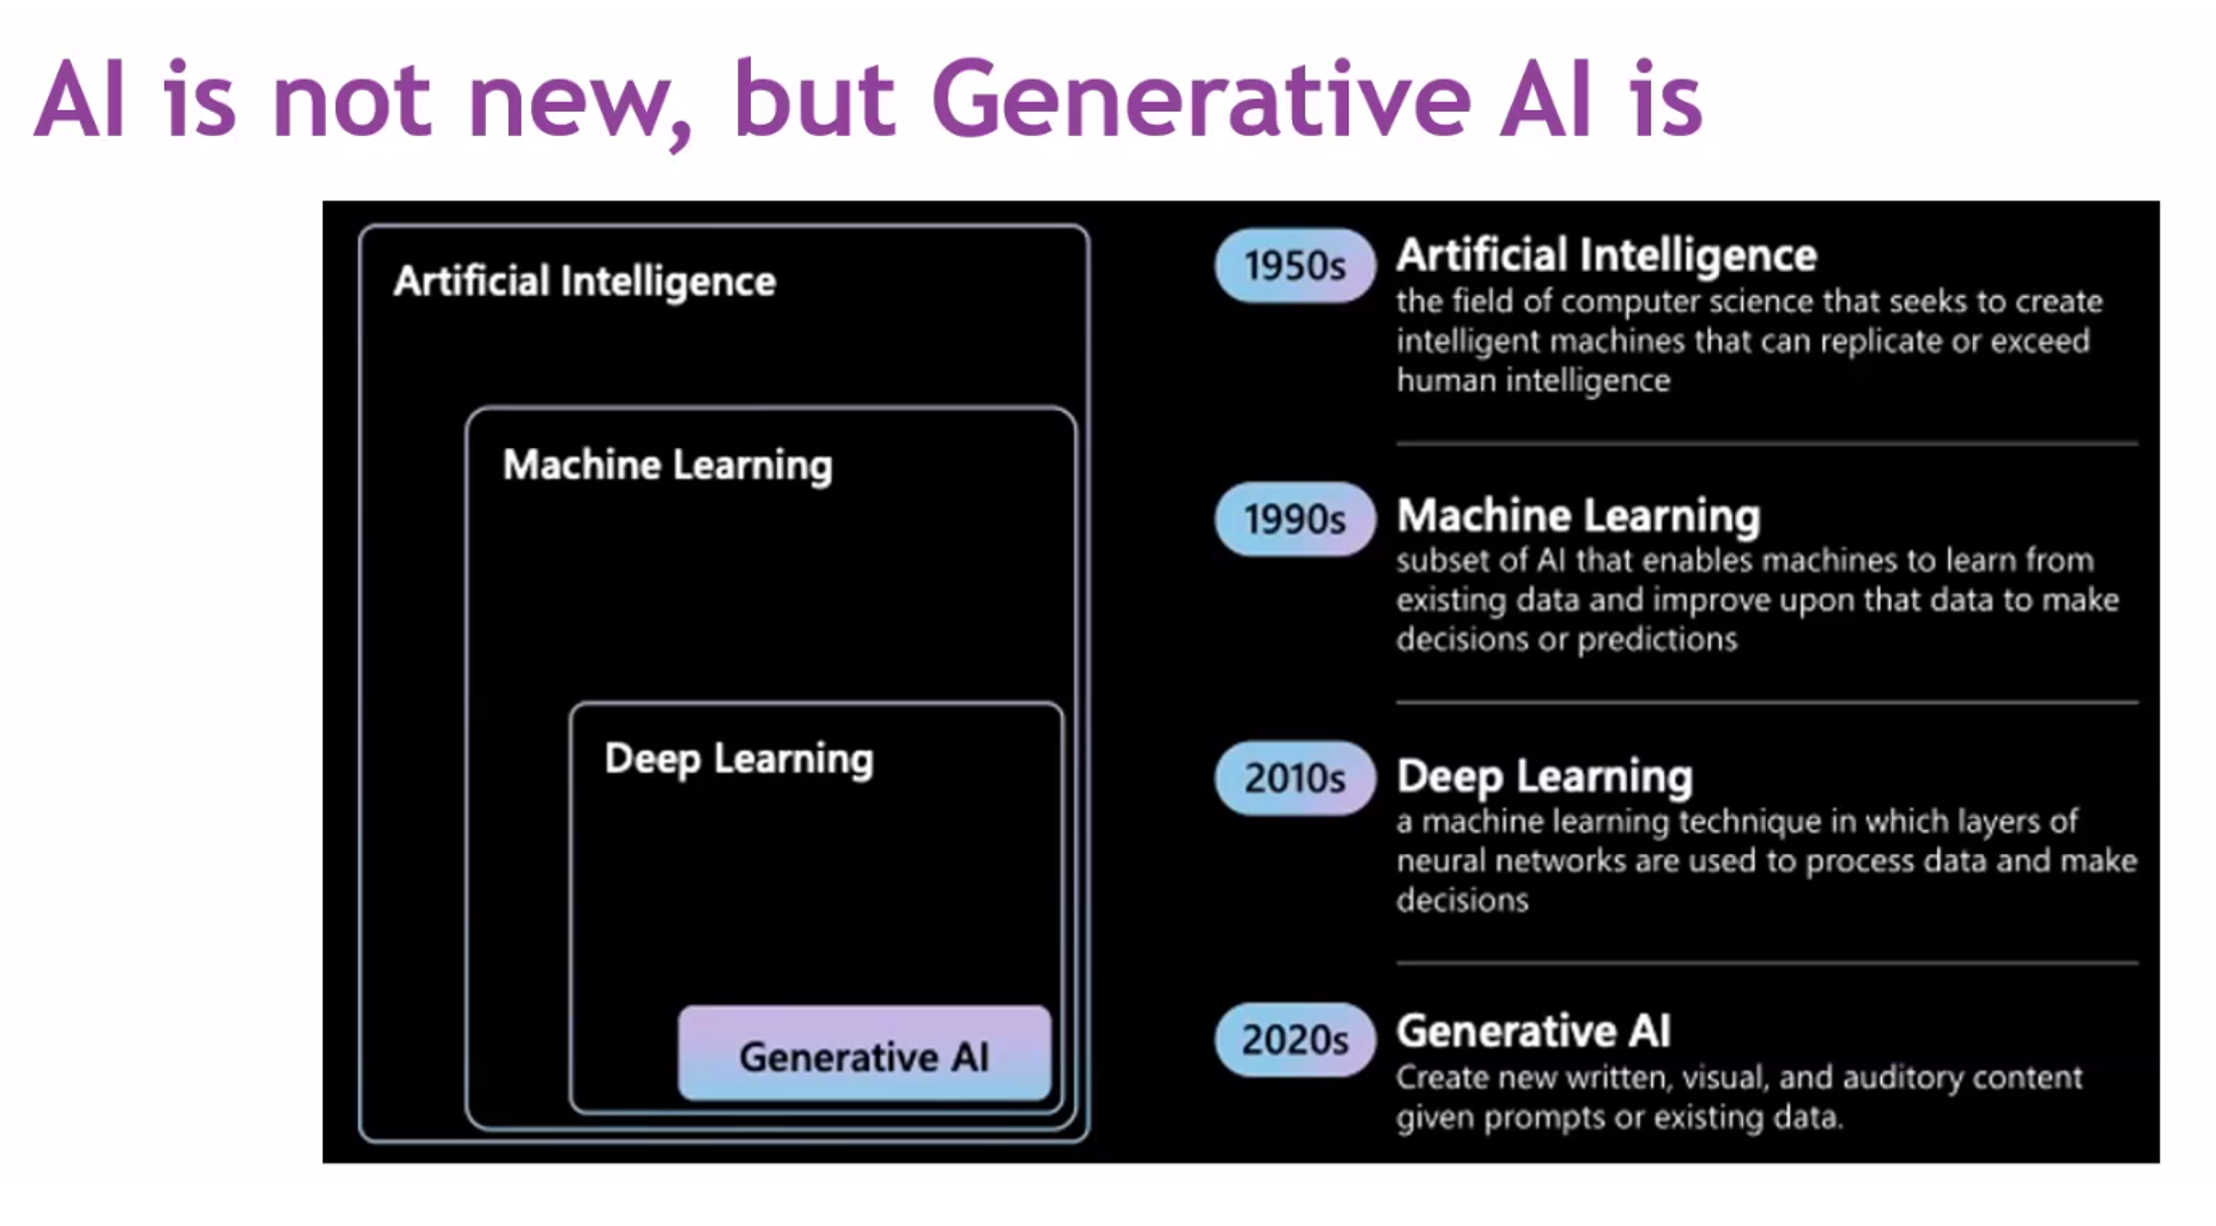 AI is not new, but Generative AI is
Artificial Intelligence
Machine Learning
Deep Learning
Generative AI
1950s
Artificial Intelligence
the field of computer science that seeks to create
intelligent machines that can replicate or exceed
human intelligence
1990s
Machine Learning
subset of AI that enables machines to learn from
existing data and improve upon that data to make
decisions or predictions
2010s
Deep Learning
a machine learning technique in which layers of
neural networks are used to process data and make
decisions
2020s
Generative AI
Create new written, visual, and auditory content
given prompts or existing data.